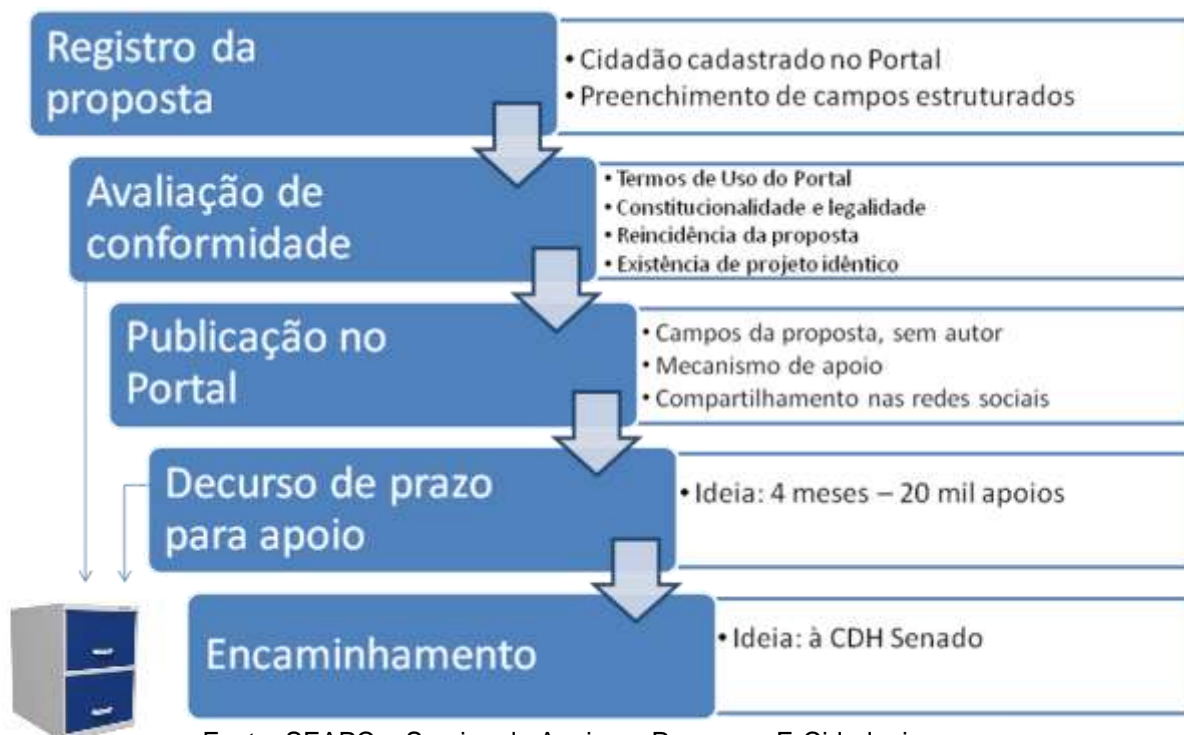 Registro da
proposta
• Cidadão cadastrado no Portal
• Preenchimento de campos estruturados
Avaliação de
conformidade
• Termos de Uso do Portal
• Constitucionalidade e legalidade
• Reincidência da proposta
• Existência de projeto idêntico
Publicação no
Portal
• Campos da proposta, sem autor
• Mecanismo de apoio
• Compartilhamento nas redes sociais
Decurso de prazo
para apoio
• Ideia: 4 meses – 20 mil apoios
Encaminhamento
• Ideia: à CDH Senado